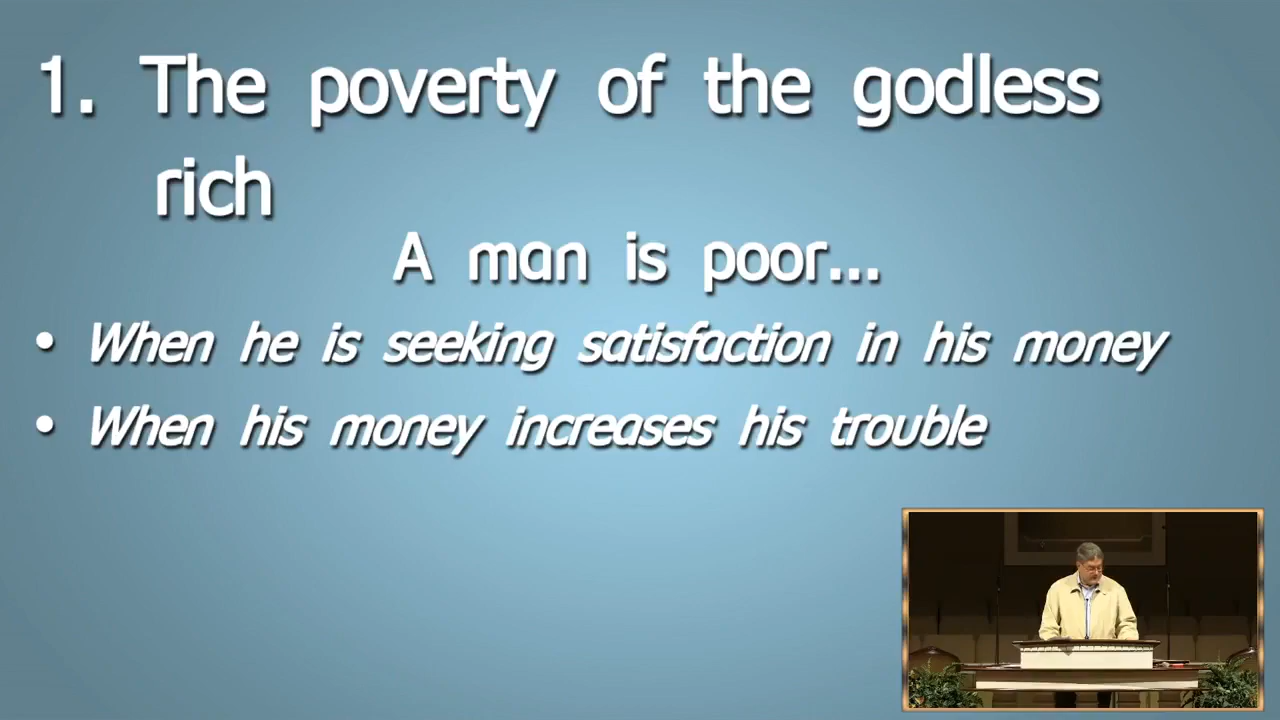 1. The poverty of the godless
rich
A man is poor...
• When he is seeking satisfaction in his money
• When his money increases his trouble